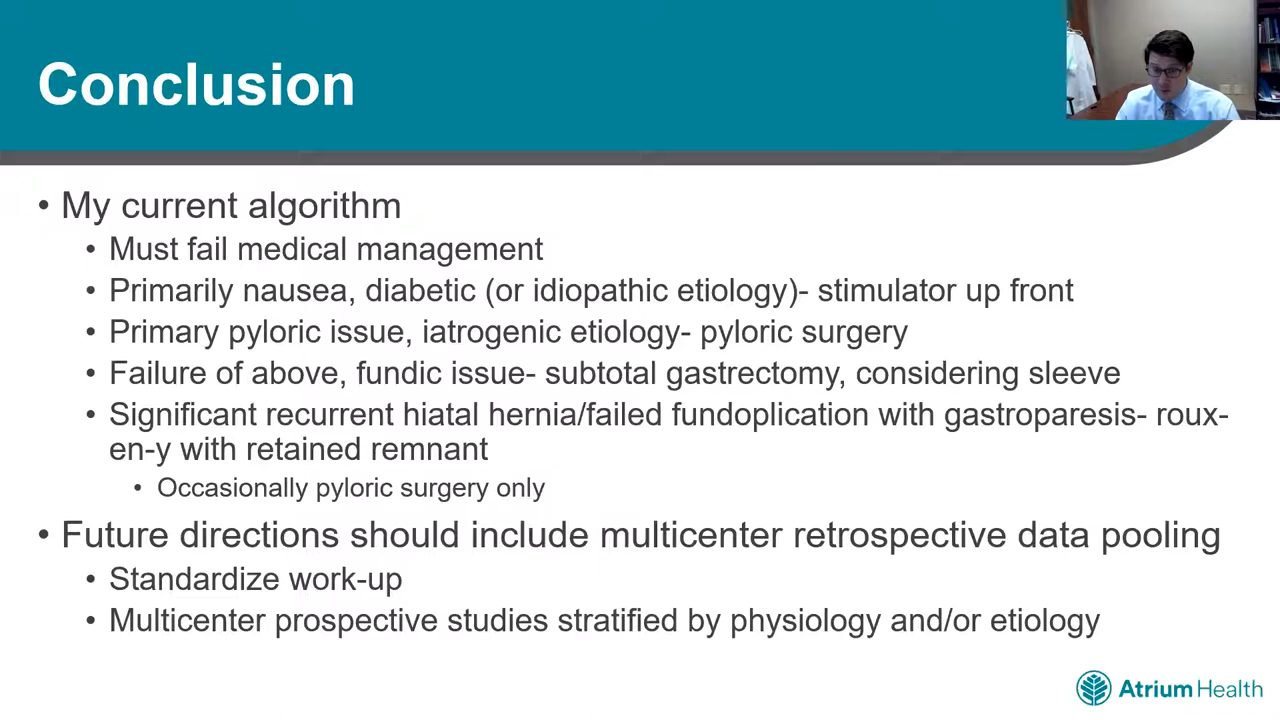 Conclusion
• My current algorithm
• Must fail medical management
• Primarily nausea, diabetic (or idiopathic etiology)- stimulator up front
• Primary pyloric issue, iatrogenic etiology- pyloric surgery
• Failure of above, fundic issue- subtotal gastrectomy, considering sleeve
• Significant recurrent hiatal hernia/failed fundoplication with gastroparesis- roux-
en-y with retained remnant
• Occasionally pyloric surgery only
• Future directions should include multicenter retrospective data pooling
• Standardize work-up
• Multicenter prospective studies stratified by physiology and/or etiology
Atrium Health